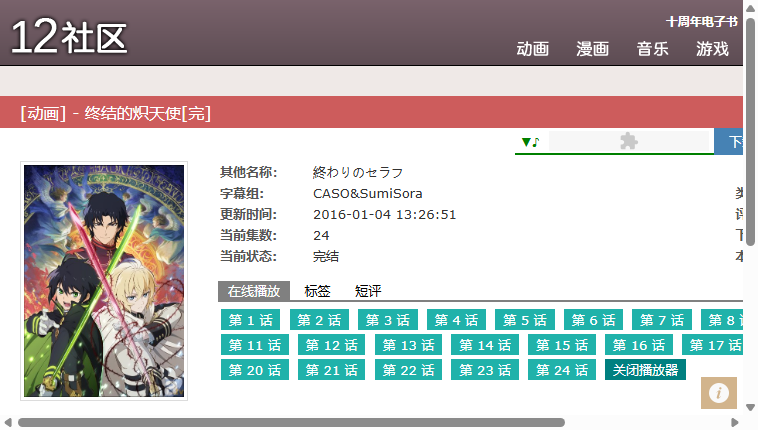 十周年电子书
12社区
动画 漫画 音乐 游戏
[动画] - 终结的炽天使[完]
▼♪
其他名称: 終わりのセラフ
字幕组: CASO&SumiSora
更新时间: 2016-01-04 13:26:51
当前集数: 24
当前状态: 完结
在线播放 标签 短评
第 1 话 第 2 话 第 3 话 第 4 话 第 5 话 第 6 话 第 7 话 第 8
第 11 话 第 12 话 第 13 话 第 14 话 第 15 话 第 16 话 第 17 话
第 20 话 第 21 话 第 22 话 第 23 话 第 24 话 关闭播放器